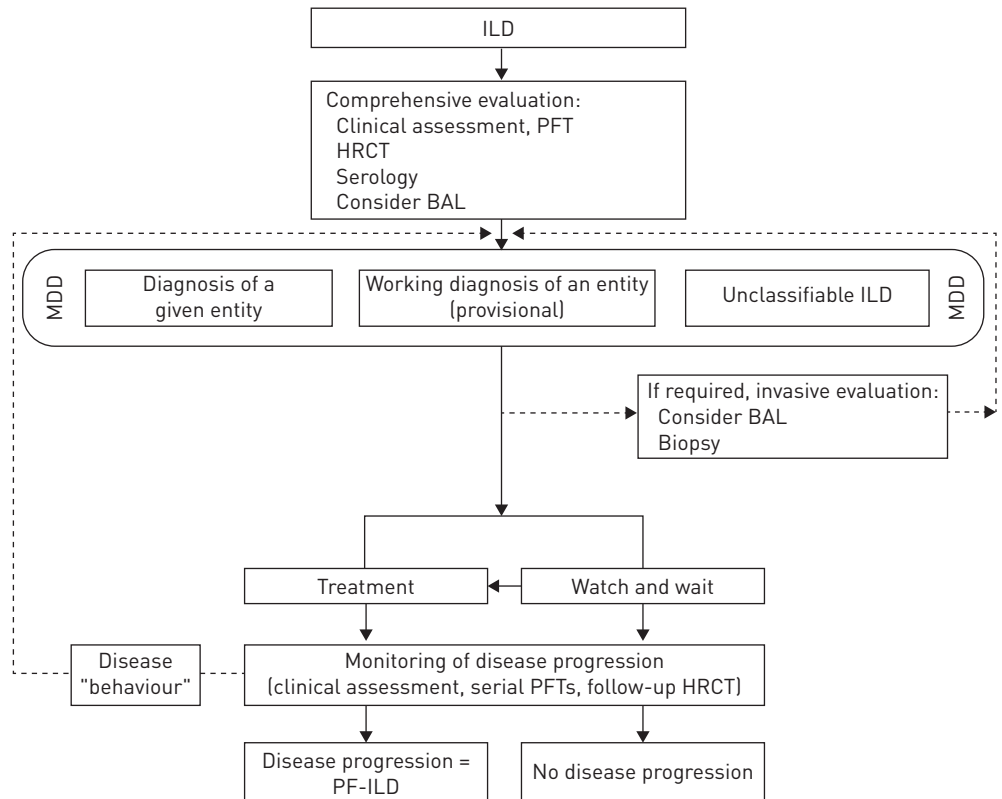 ILD
Comprehensive evaluation:
Clinical assessment, PFT
HRCT
Serology
Consider BAL
MDD
Diagnosis of a
given entity
Working diagnosis of an entity
(provisional)
Unclassifiable ILD
MDD
If required, invasive evaluation:
Consider BAL
Biopsy
Treatment
Watch and wait
Disease
"behaviour"
Monitoring of disease progression
(clinical assessment, serial PFTs, follow-up HRCT)
Disease progression =
PF-ILD
No disease progression